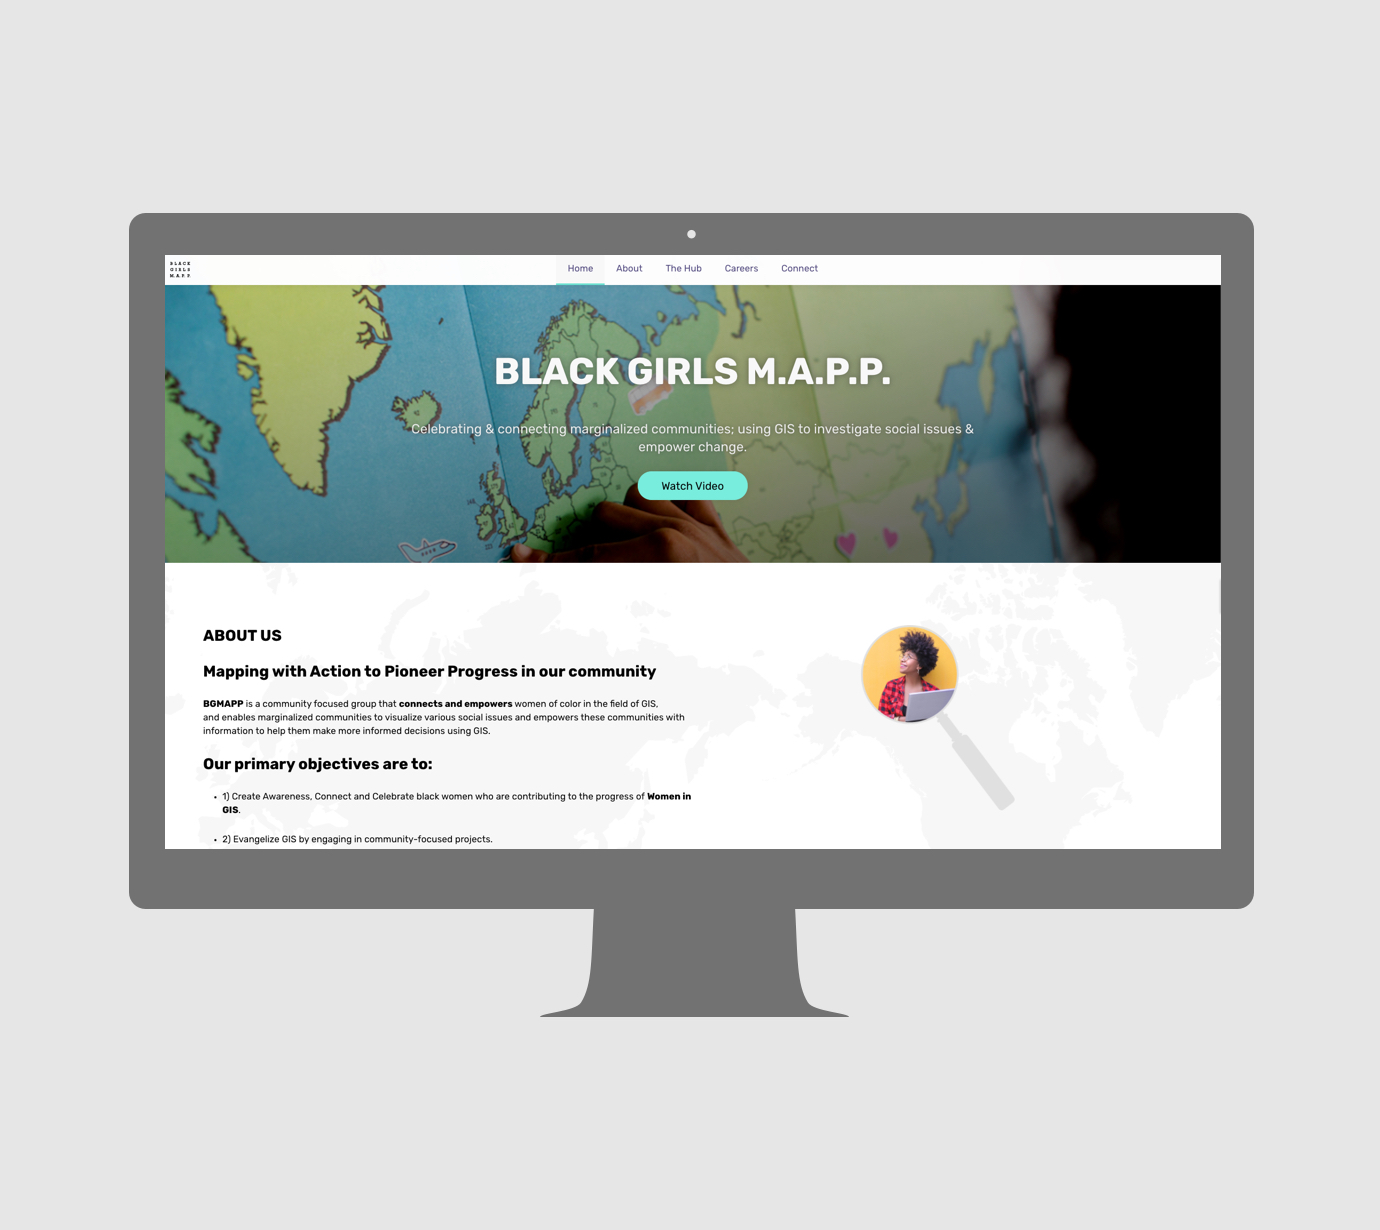 BLACK
GIRLS
M.A.P.P.
Home
About
The Hub
Careers
Connect
BLACK GIRLS M.A.P.P.
Celebrating & connecting marginalized communities; using GIS to investigate social issues &
empower change.
Watch Video
ABOUT US
Mapping with Action to Pioneer Progress in our community
BGMAPP is a community focused group that connects and empowers women of color in the field of GIS,
and enables marginalized communities to visualize various social issues and empowers these communities with
information to help them make more informed decisions using GIS.
Our primary objectives are to:
• 1) Create Awareness, Connect and Celebrate black women who are contributing to the progress of Women in
GIS.
• 2) Evangelize GIS by engaging in community-focused projects.